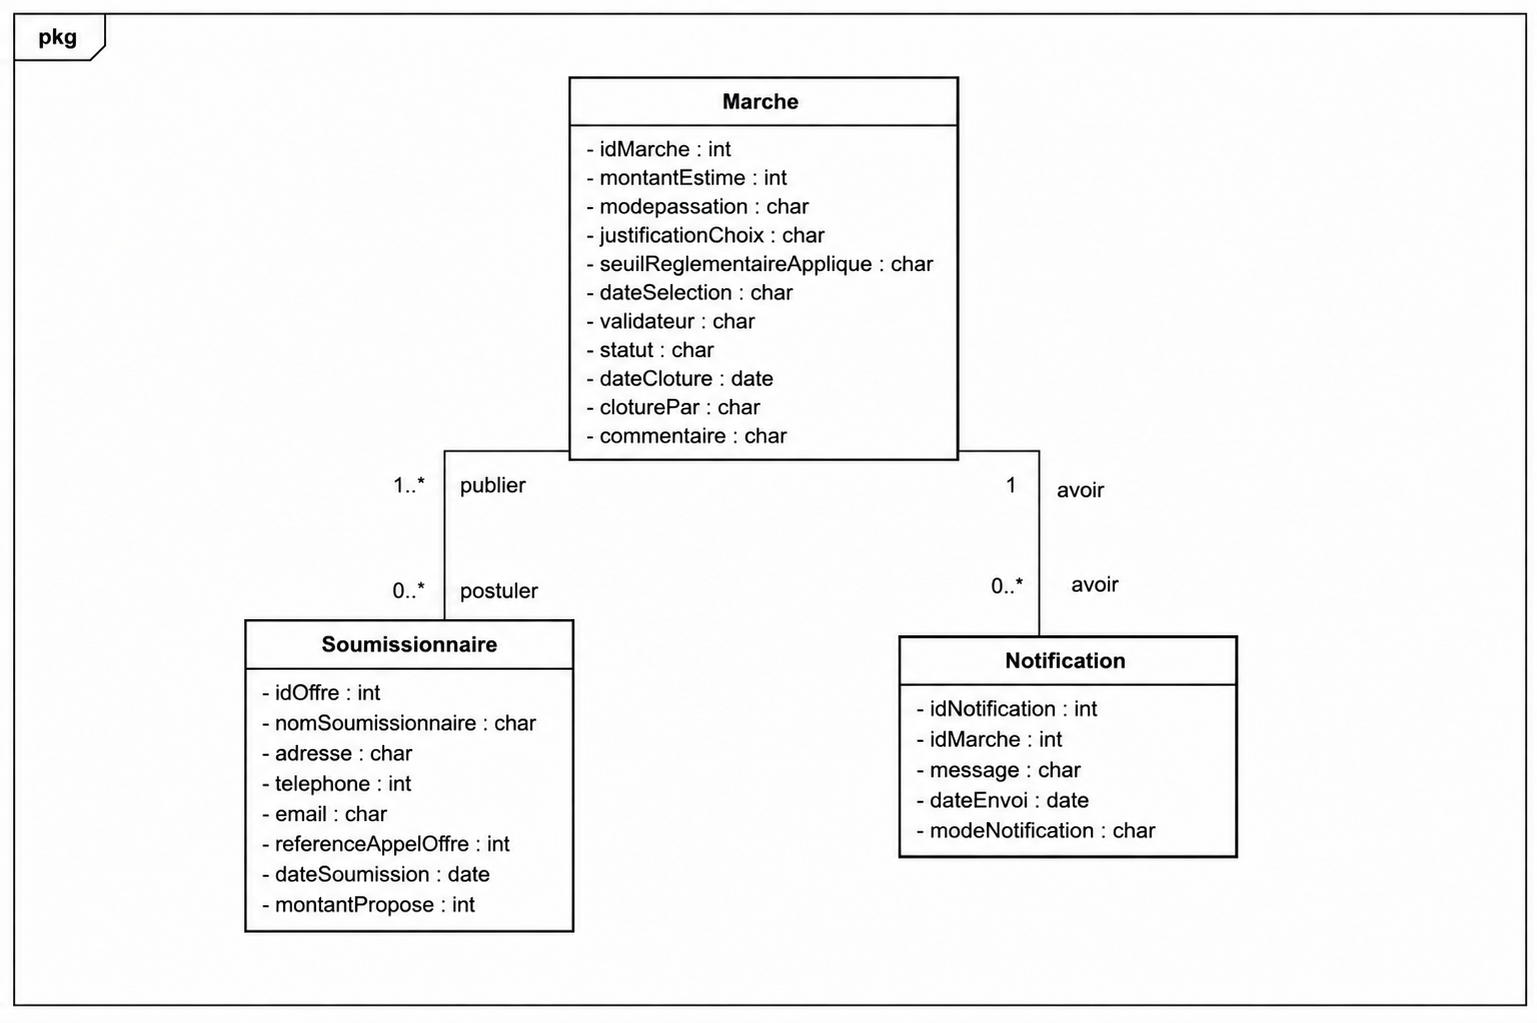 pkg
Marche
- idMarche : int
- montantEstime : int
- modepassation : char
- justificationChoix : char
- seuilReglementaireApplique : char
- dateSelection : char
- validateur : char
- statut : char
- dateCloture : date
- cloturePar : char
- commentaire : char
1..* publier
0..* postuler
1 avoir
0..* avoir
Soumissionnaire
- idOffre : int
- nomSoumissionnaire : char
- adresse : char
- telephone : int
- email : char
- referenceAppelOffre : int
- dateSoumission : date
- montantPropose : int
Notification
- idNotification : int
- idMarche : int
- message : char
- dateEnvoi : date
- modeNotification : char